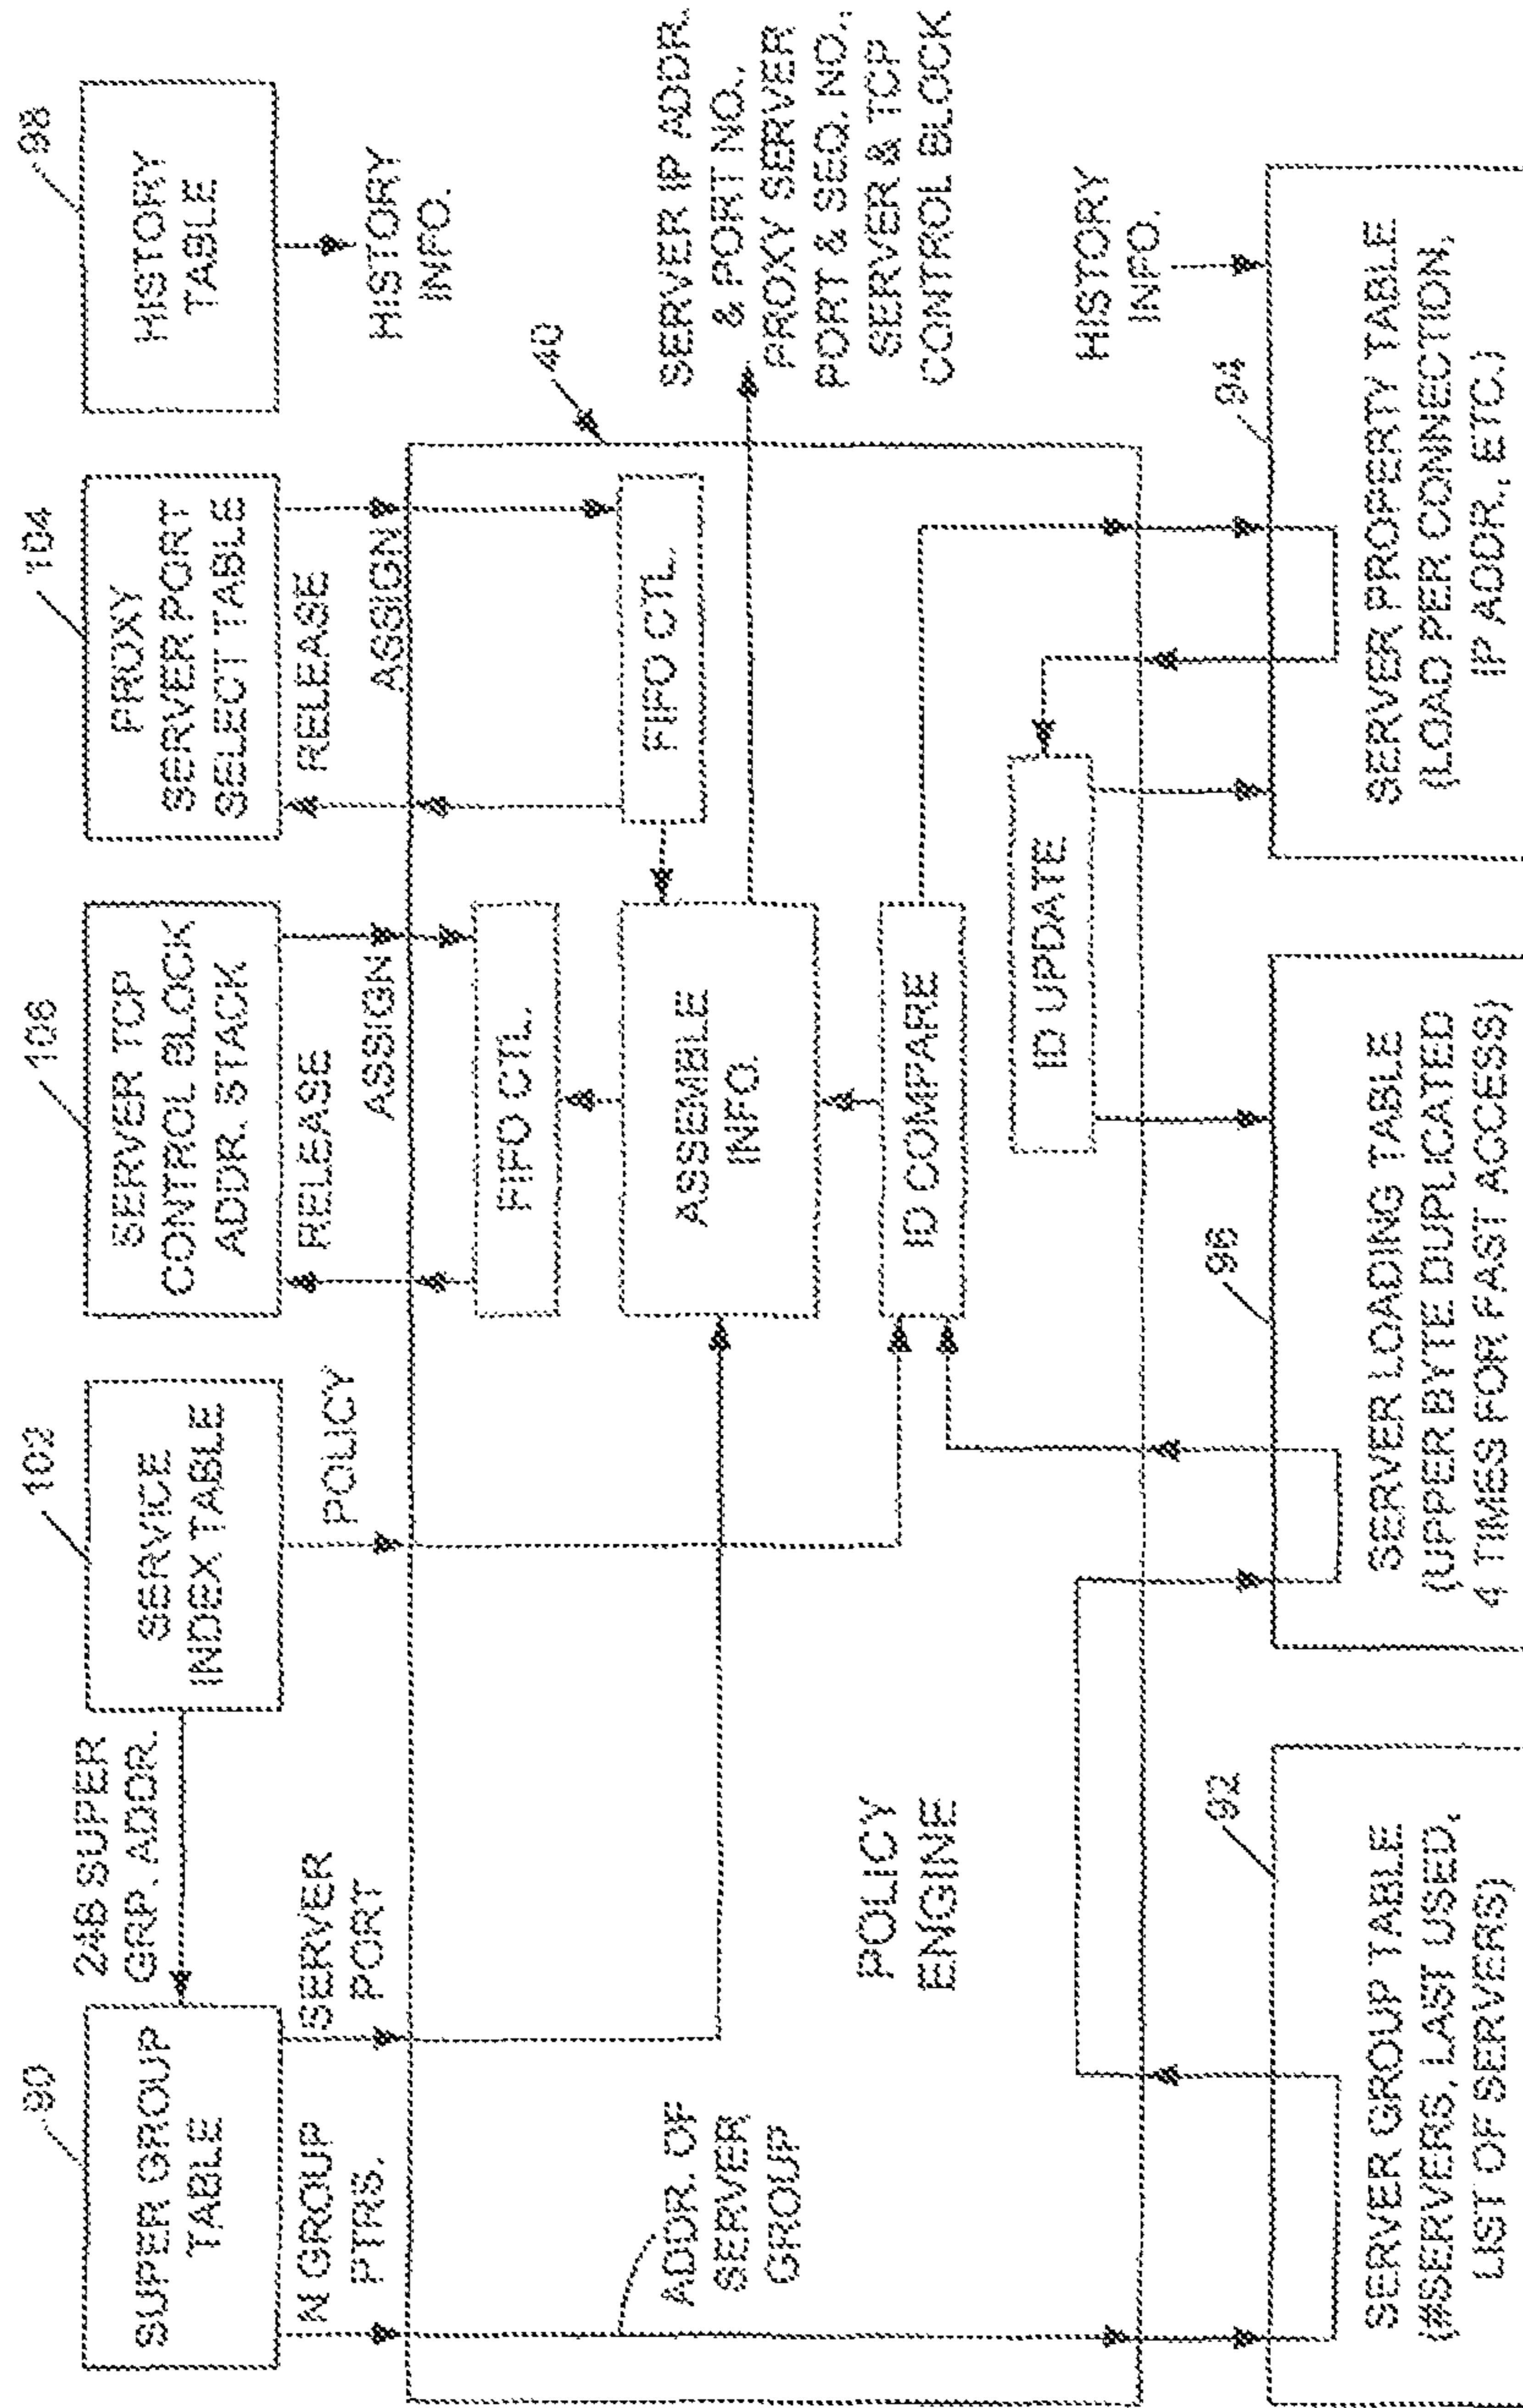 90
SUPER GROUP
TABLE
248 SUPER
GRP. ADDR.
102
SERVICE
INDEX TABLE
106
SERVER TCP
CONTROL BLOCK
ADDR. STACK
104
PROXY
SERVER PORT
SELECT TABLE
98
HISTORY
TABLE
N GROUP
PTRS.
SERVER
PORT
POLICY
RELEASE
ASSIGN
RELEASE
ASSIGN
HISTORY
INFO.
40
FIFO CTL.
FIFO CTL.
ASSEMBLE
INFO.
SERVER IP ADDR.
& PORT NO.,
PROXY SERVER
PORT & SEQ. NO.,
SERVER & TCP
CONTROL BLOCK
ADDR. OF
SERVER
GROUP
POLICY
ENGINE
ID COMPARE
ID UPDATE
HISTORY
INFO.
92
SERVER GROUP TABLE
(#SERVERS, LAST USED,
LIST OF SERVERS)
96
SERVER LOADING TABLE
(UPPER BYTE DUPLICATED
4 TIMES FOR FAST ACCESS)
94
SERVER PROPERTY TABLE
(LOAD PER CONNECTION,
IP ADDR., ETC.)